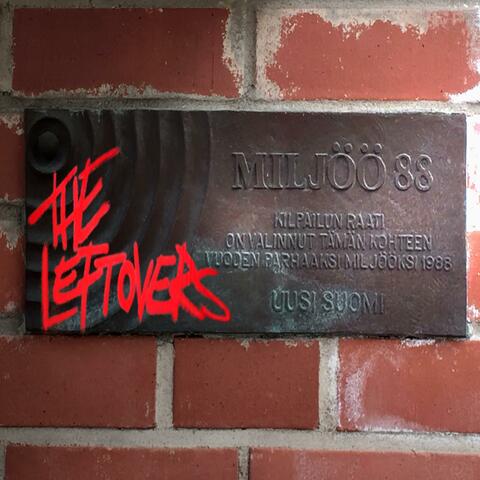 THE
LEFTOVERS
MILJÖÖ 88
KILPAILUN RAATI
ON VALINNUT TÄMÄN KOHTEEN
VUODEN PARHAAKSI MILJÖÖKSI 1988
UUSI SUOMI